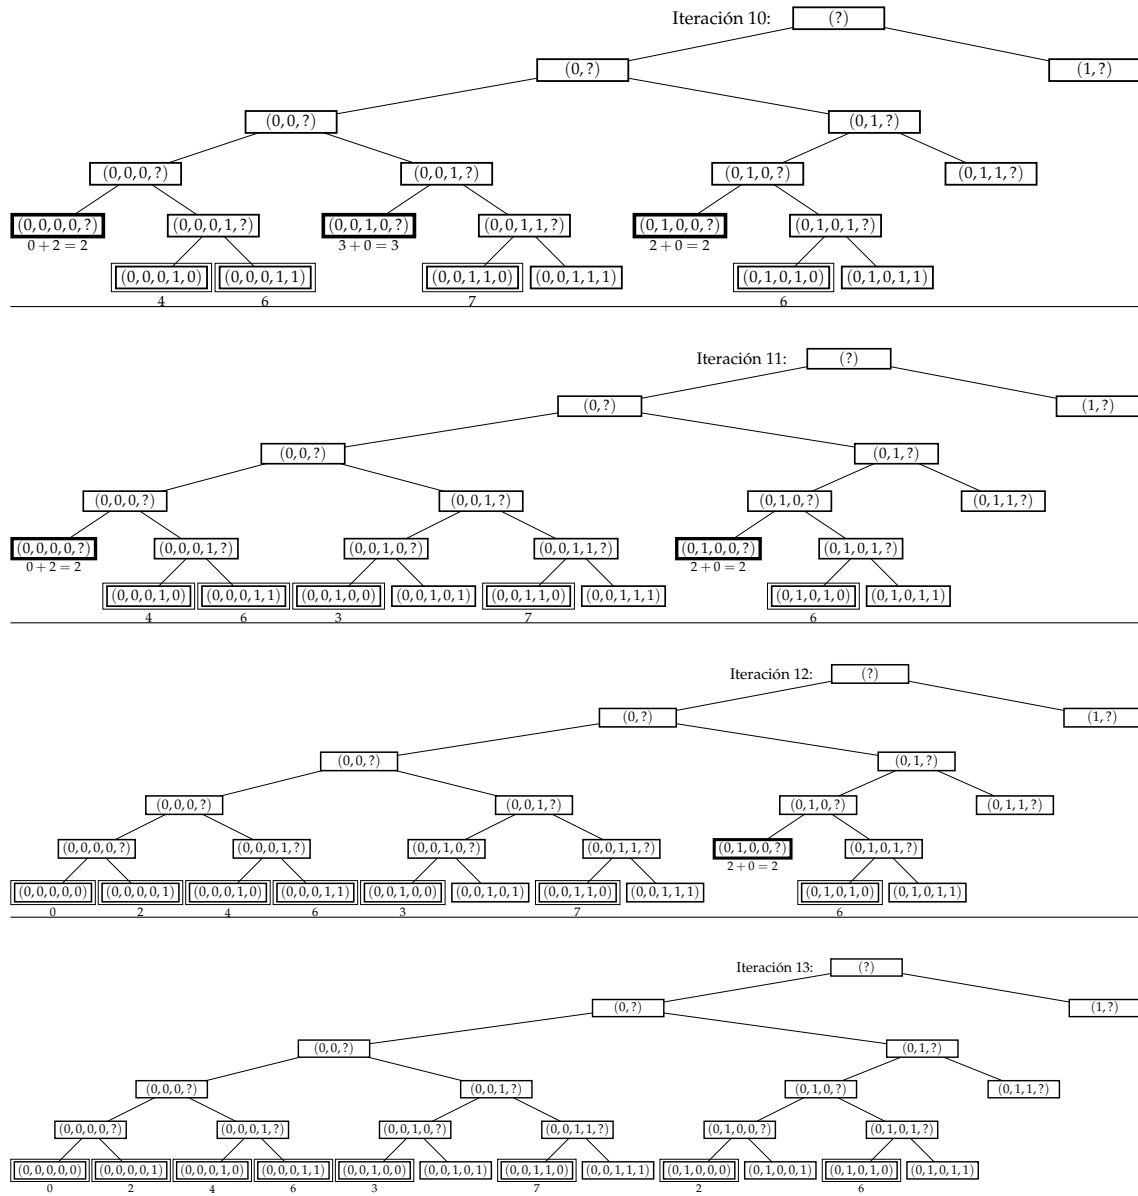 Iteración 10: (?)
(0, ?) (1, ?)
(0, 0, ?) (0, 1, ?)
(0, 0, 0, ?) (0, 0, 1, ?) (0, 1, 0, ?) (0, 1, 1, ?)
(0, 0, 0, 0, ?) (0, 0, 0, 1, ?) (0, 0, 1, 0, ?) (0, 0, 1, 1, ?) (0, 1, 0, 0, ?) (0, 1, 0, 1, ?)
0 + 2 = 2 3 + 0 = 3 2 + 0 = 2
(0, 0, 0, 1, 0) (0, 0, 0, 1, 1) (0, 0, 1, 1, 0) (0, 0, 1, 1, 1) (0, 1, 0, 1, 0) (0, 1, 0, 1, 1)
4 6 7 6
Iteración 11: (?)
(0, ?) (1, ?)
(0, 0, ?) (0, 1, ?)
(0, 0, 0, ?) (0, 0, 1, ?) (0, 1, 0, ?) (0, 1, 1, ?)
(0, 0, 0, 0, ?) (0, 0, 0, 1, ?) (0, 0, 1, 0, ?) (0, 0, 1, 1, ?) (0, 1, 0, 0, ?) (0, 1, 0, 1, ?)
0 + 2 = 2 2 + 0 = 2
(0, 0, 0, 1, 0) (0, 0, 0, 1, 1) (0, 0, 1, 0, 0) (0, 0, 1, 0, 1) (0, 0, 1, 1, 0) (0, 0, 1, 1, 1) (0, 1, 0, 1, 0) (0, 1, 0, 1, 1)
4 6 3 7 6
Iteración 12: (?)
(0, ?) (1, ?)
(0, 0, ?) (0, 1, ?)
(0, 0, 0, ?) (0, 0, 1, ?) (0, 1, 0, ?) (0, 1, 1, ?)
(0, 0, 0, 0, ?) (0, 0, 0, 1, ?) (0, 0, 1, 0, ?) (0, 0, 1, 1, ?) (0, 1, 0, 0, ?) (0, 1, 0, 1, ?)
2 + 0 = 2
(0, 0, 0, 0, 0) (0, 0, 0, 0, 1) (0, 0, 0, 1, 0) (0, 0, 0, 1, 1) (0, 0, 1, 0, 0) (0, 0, 1, 0, 1) (0, 0, 1, 1, 0) (0, 0, 1, 1, 1) (0, 1, 0, 1, 0) (0, 1, 0, 1, 1)
0 2 4 6 3 7 6
Iteración 13: (?)
(0, ?) (1, ?)
(0, 0, ?) (0, 1, ?)
(0, 0, 0, ?) (0, 0, 1, ?) (0, 1, 0, ?) (0, 1, 1, ?)
(0, 0, 0, 0, ?) (0, 0, 0, 1, ?) (0, 0, 1, 0, ?) (0, 0, 1, 1, ?) (0, 1, 0, 0, ?) (0, 1, 0, 1, ?)
(0, 0, 0, 0, 0) (0, 0, 0, 0, 1) (0, 0, 0, 1, 0) (0, 0, 0, 1, 1) (0, 0, 1, 0, 0) (0, 0, 1, 0, 1) (0, 0, 1, 1, 0) (0, 0, 1, 1, 1) (0, 1, 0, 0, 0) (0, 1, 0, 0, 1) (0, 1, 0, 1, 0) (0, 1, 0, 1, 1)
0 2 4 6 3 7 2 6